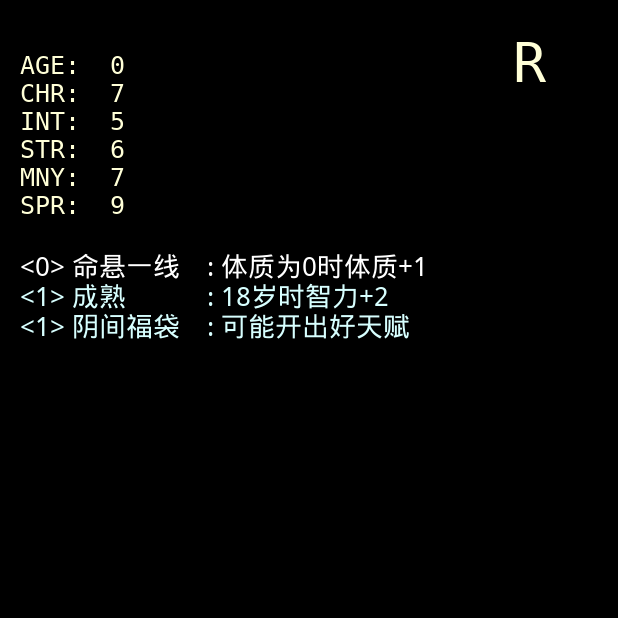 R
AGE: 0
CHR: 7
INT: 5
STR: 6
MNY: 7
SPR: 9
<0> 命悬一线 : 体质为0时体质+1
<1> 成熟 : 18岁时智力+2
<1> 阴间福袋 : 可能开出好天赋